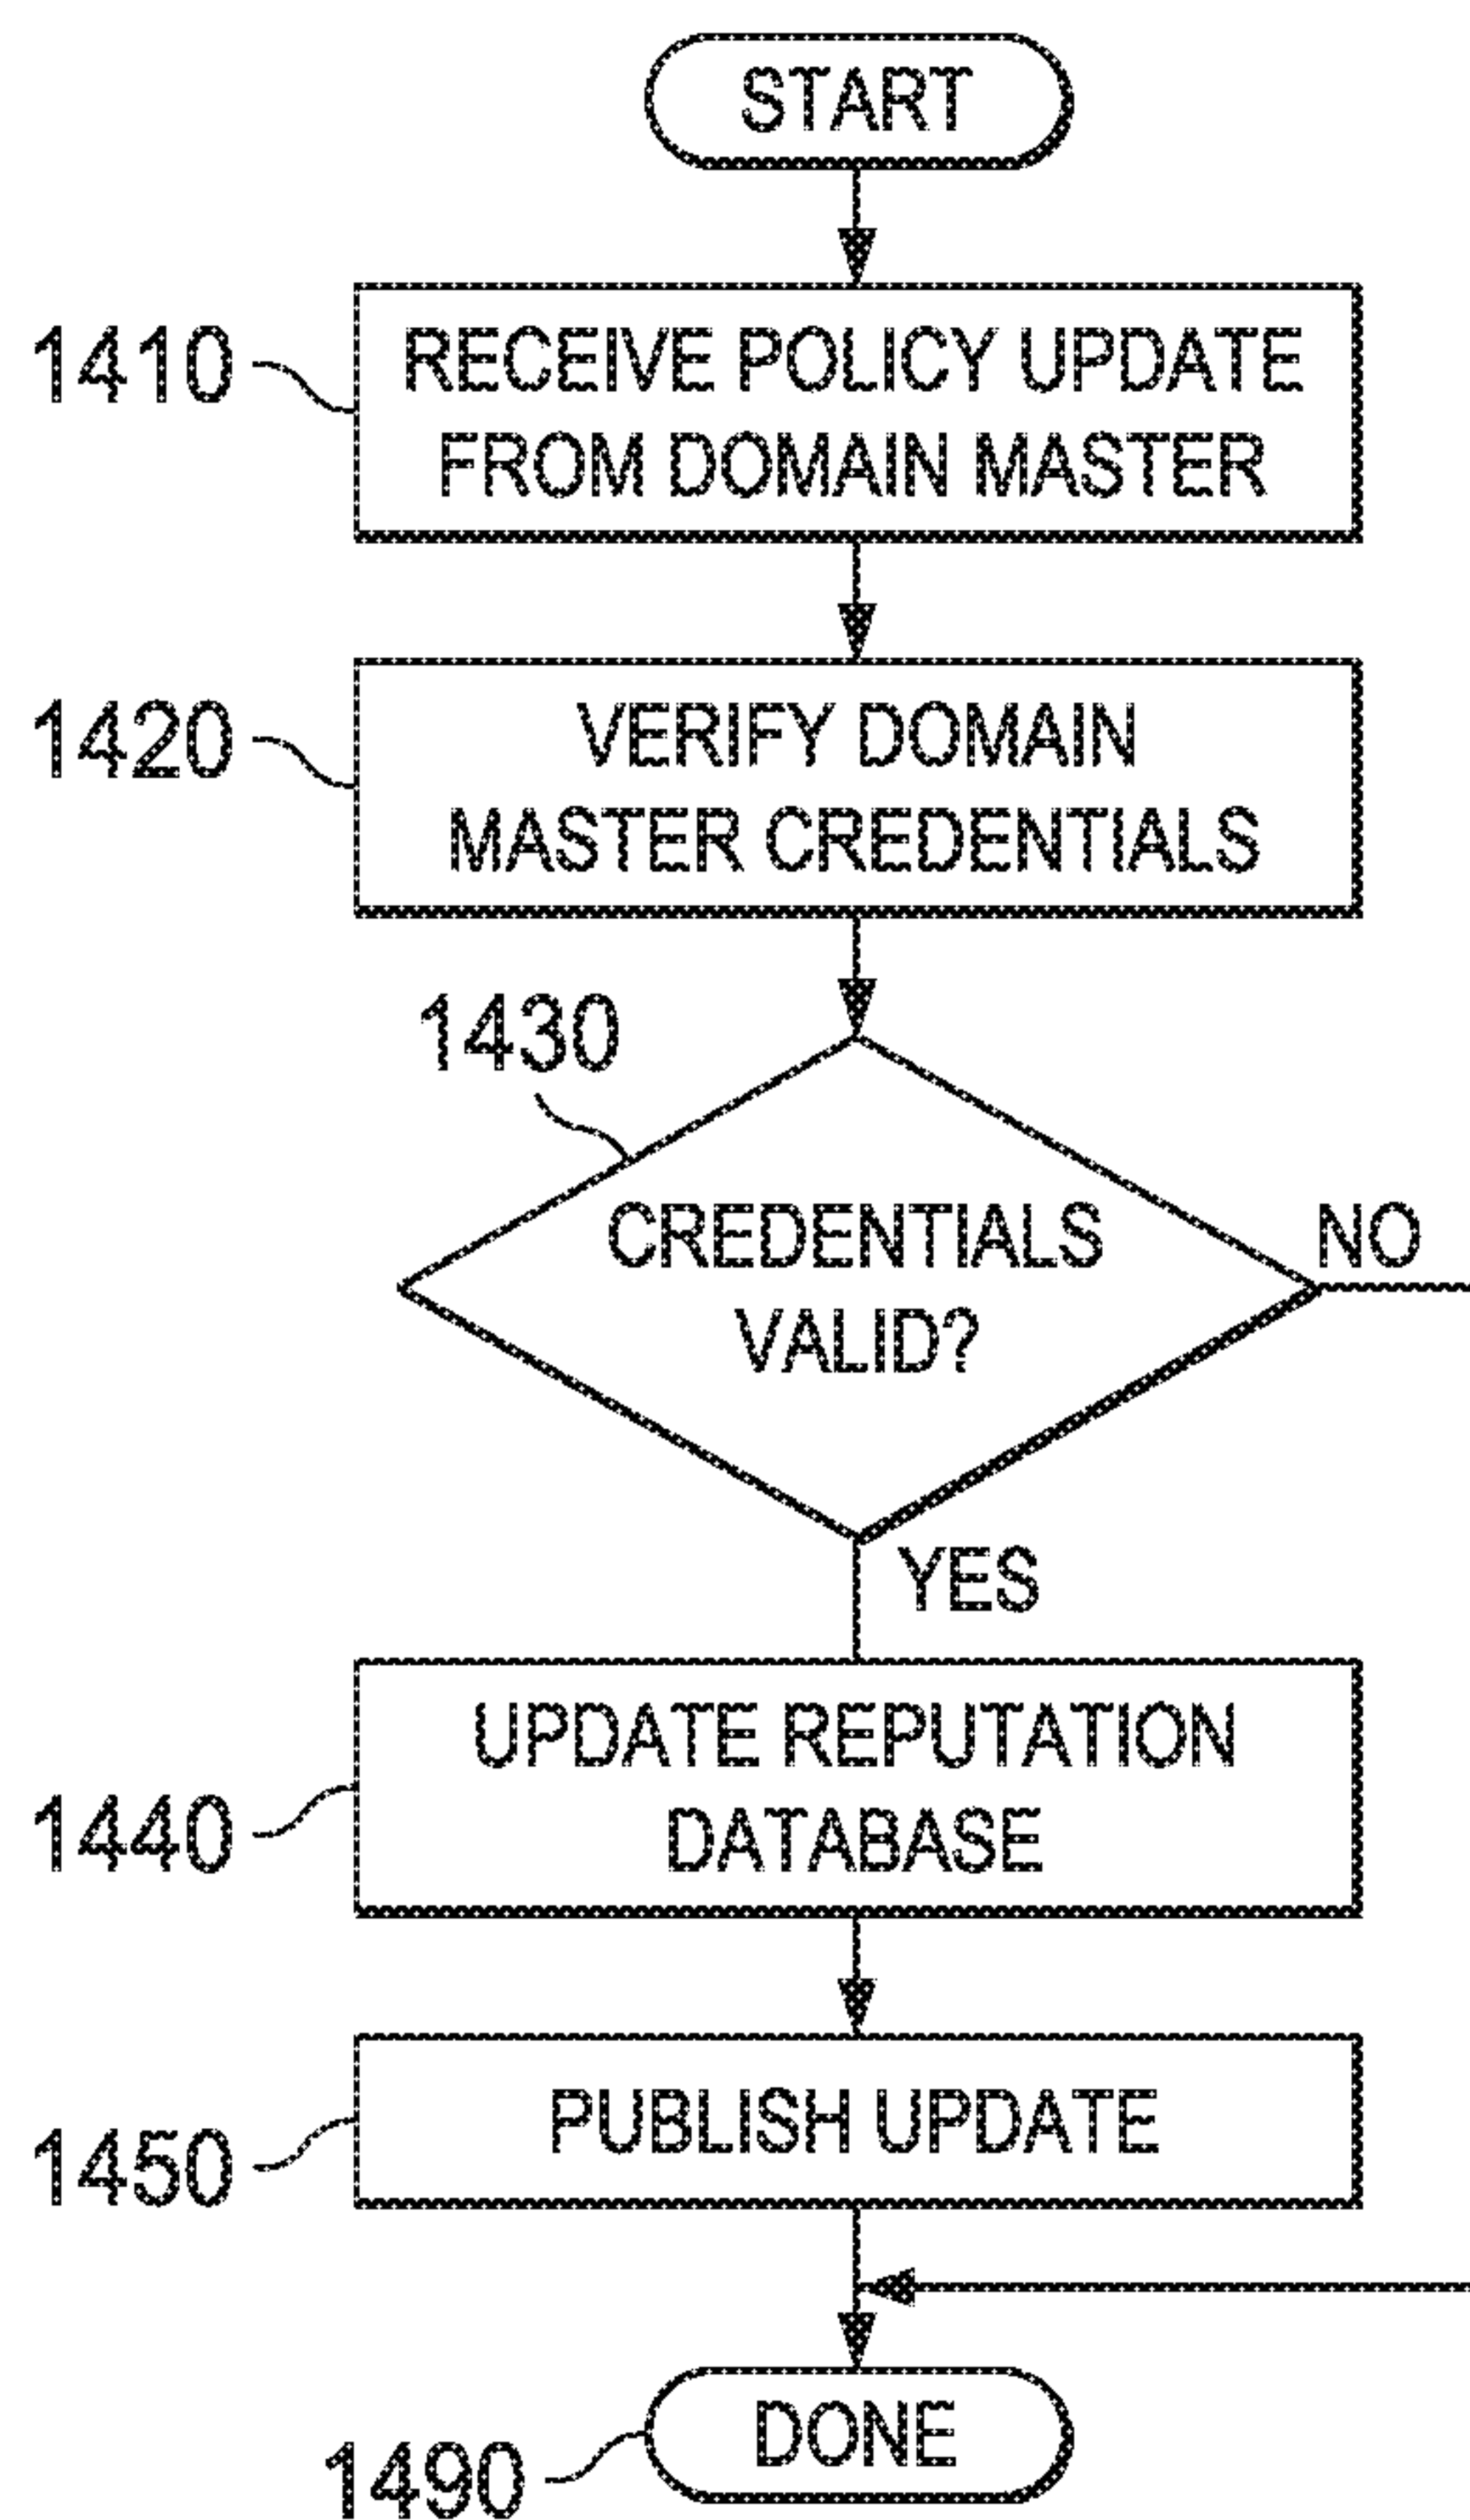 START
1410
RECEIVE POLICY UPDATE
FROM DOMAIN MASTER
1420
VERIFY DOMAIN
MASTER CREDENTIALS
1430
CREDENTIALS
VALID?
NO
YES
1440
UPDATE REPUTATION
DATABASE
1450
PUBLISH UPDATE
DONE
1490